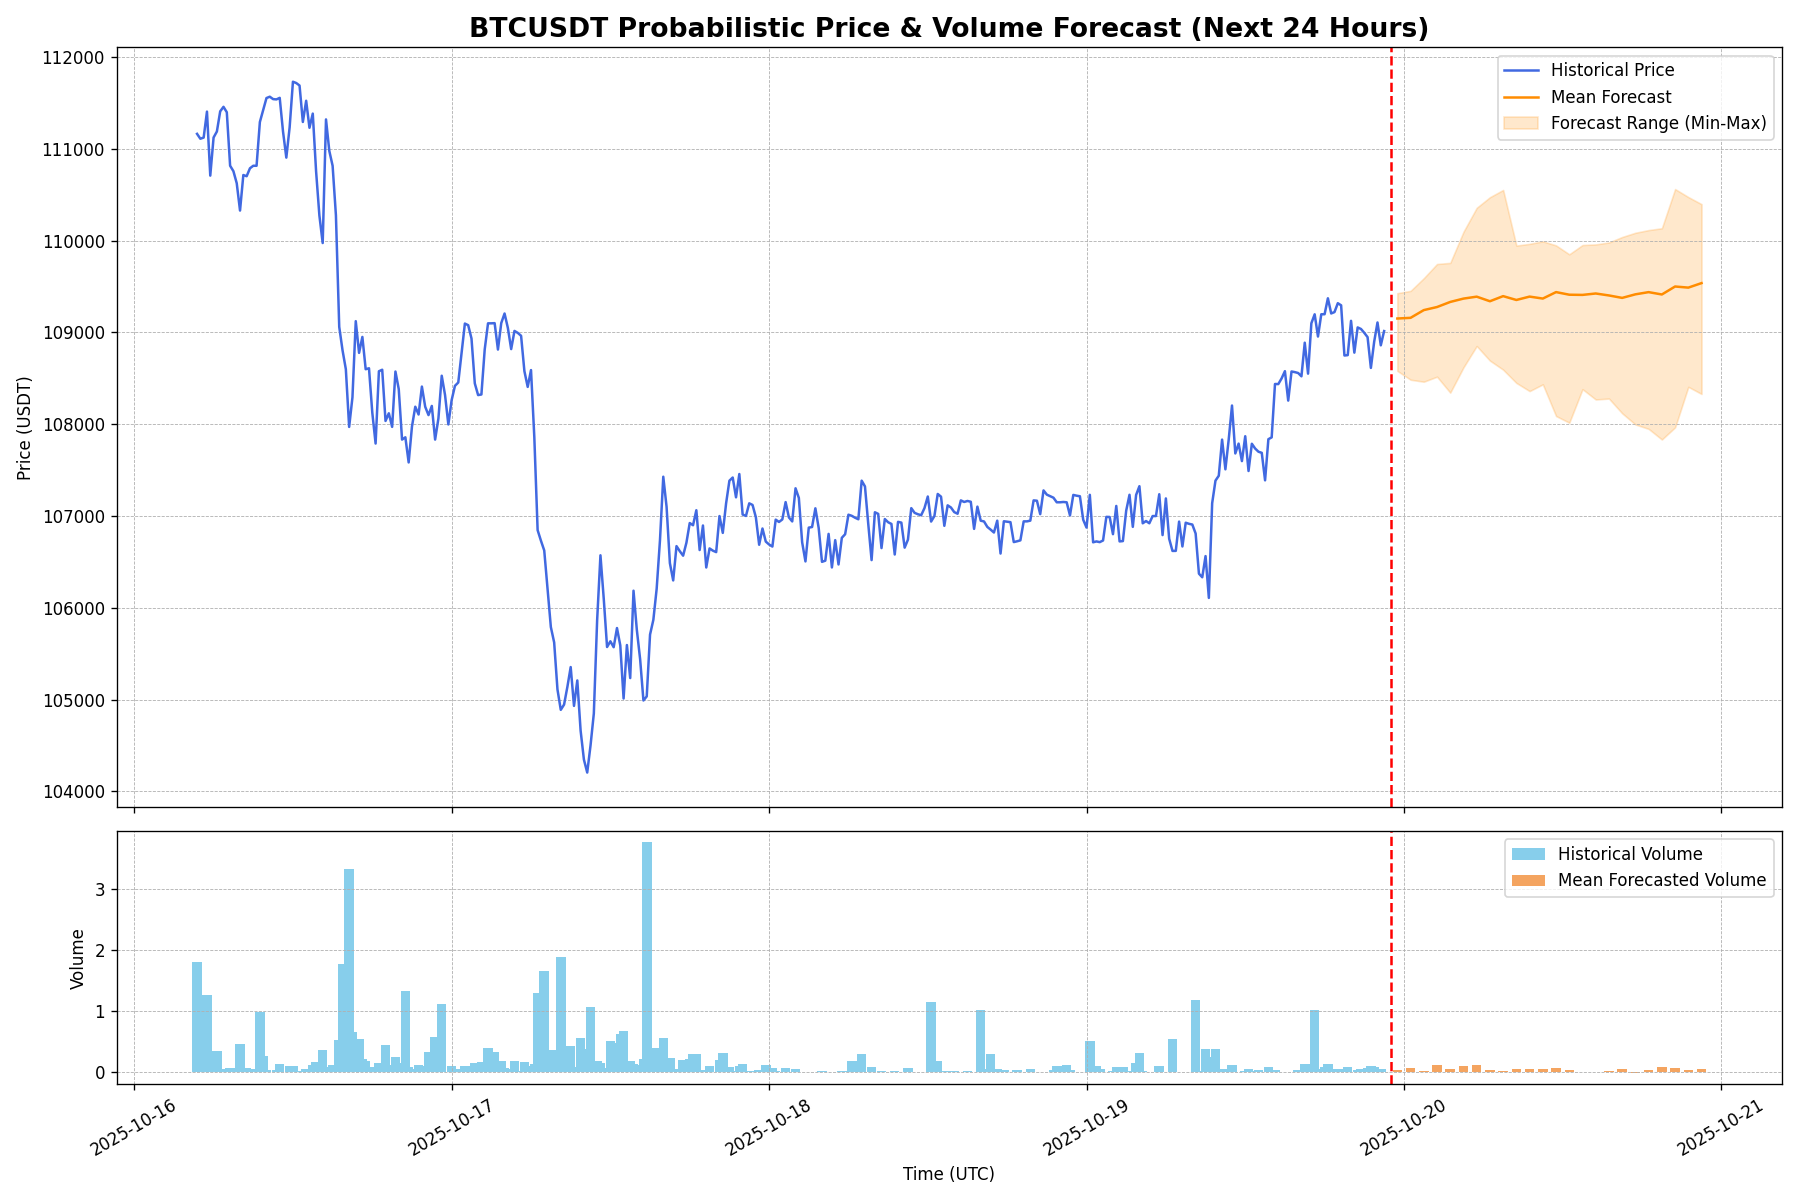 BTCUSDT Probabilistic Price & Volume Forecast (Next 24 Hours)
112000
111000
110000
109000
108000
107000
106000
105000
104000
Price (USDT)
Historical Price
Mean Forecast
Forecast Range (Min-Max)
3
2
1
0
Volume
Historical Volume
Mean Forecasted Volume
2025-10-16
2025-10-17
2025-10-18
2025-10-19
2025-10-20
2025-10-21
Time (UTC)